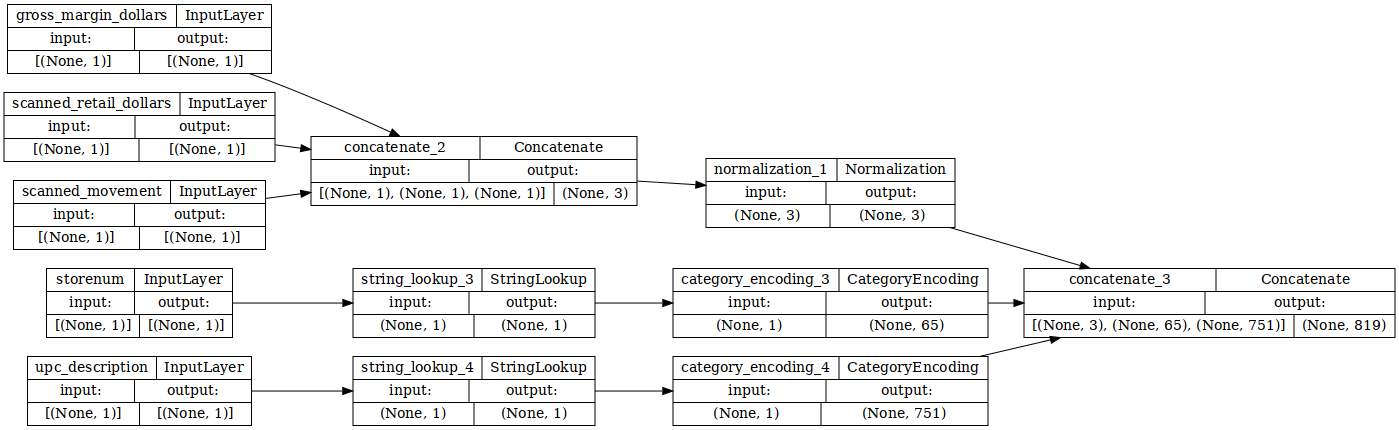 gross_margin_dollars InputLayer
input: output:
[(None, 1)] [(None, 1)]
scanned_retail_dollars InputLayer
input: output:
[(None, 1)] [(None, 1)]
scanned_movement InputLayer
input: output:
[(None, 1)] [(None, 1)]
concatenate_2 Concatenate
input: output:
[(None, 1), (None, 1), (None, 1)] (None, 3)
normalization_1 Normalization
input: output:
(None, 3) (None, 3)
storenum InputLayer
input: output:
[(None, 1)] [(None, 1)]
string_lookup_3 StringLookup
input: output:
(None, 1) (None, 1)
category_encoding_3 CategoryEncoding
input: output:
(None, 1) (None, 65)
concatenate_3 Concatenate
input: output:
[(None, 3), (None, 65), (None, 751)] (None, 819)
upc_description InputLayer
input: output:
[(None, 1)] [(None, 1)]
string_lookup_4 StringLookup
input: output:
(None, 1) (None, 1)
category_encoding_4 CategoryEncoding
input: output:
(None, 1) (None, 751)